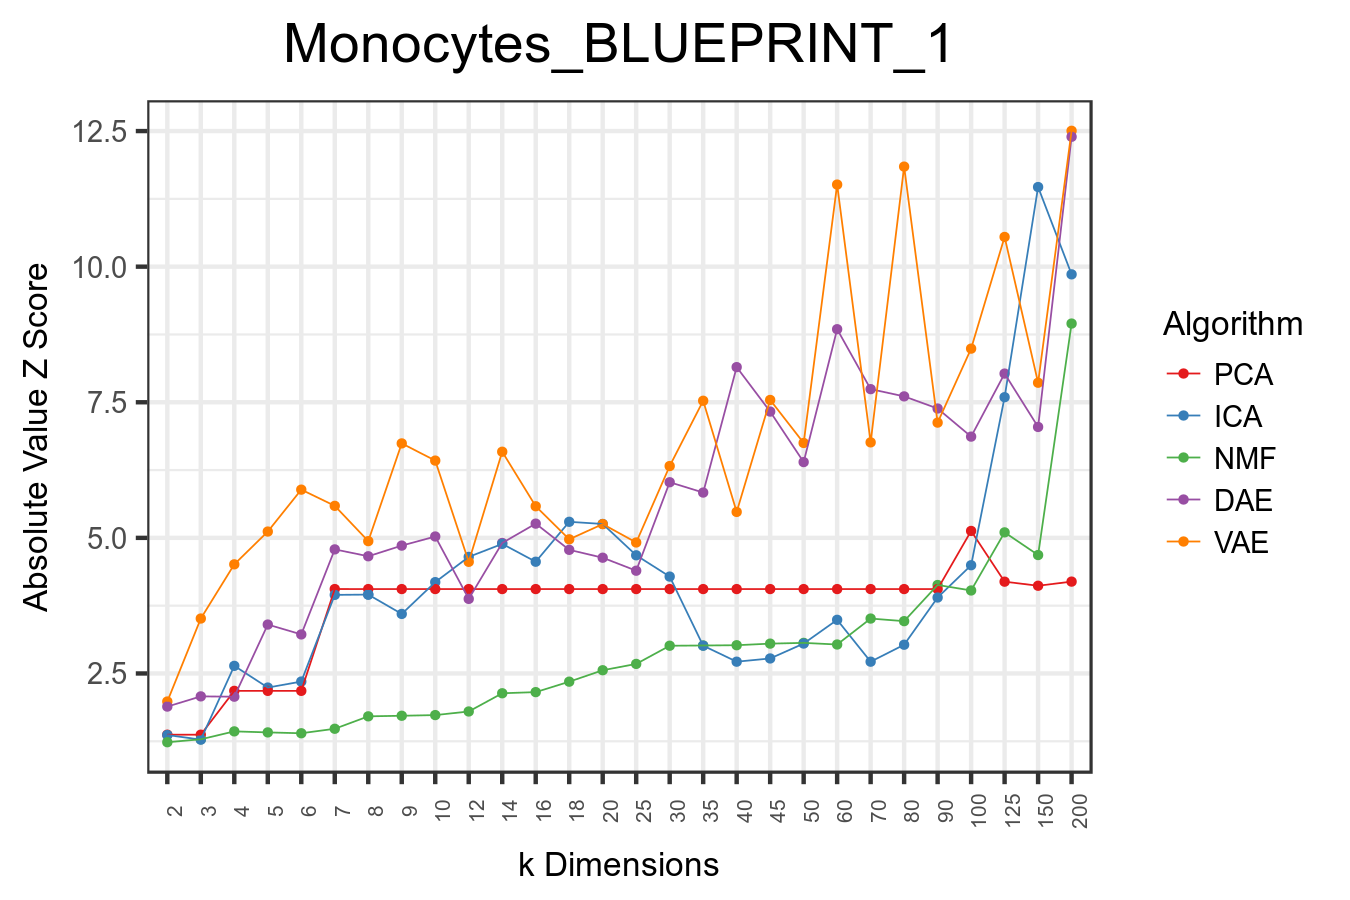 Monocytes_BLUEPRINT_1
Absolute Value Z Score
12.5
10.0
7.5
5.0
2.5
2 3 4 5 6 7 8 9 10 12 14 16 18 20 25 30 35 40 45 50 60 70 80 90 100 125 150 200
k Dimensions
Algorithm
PCA
ICA
NMF
DAE
VAE